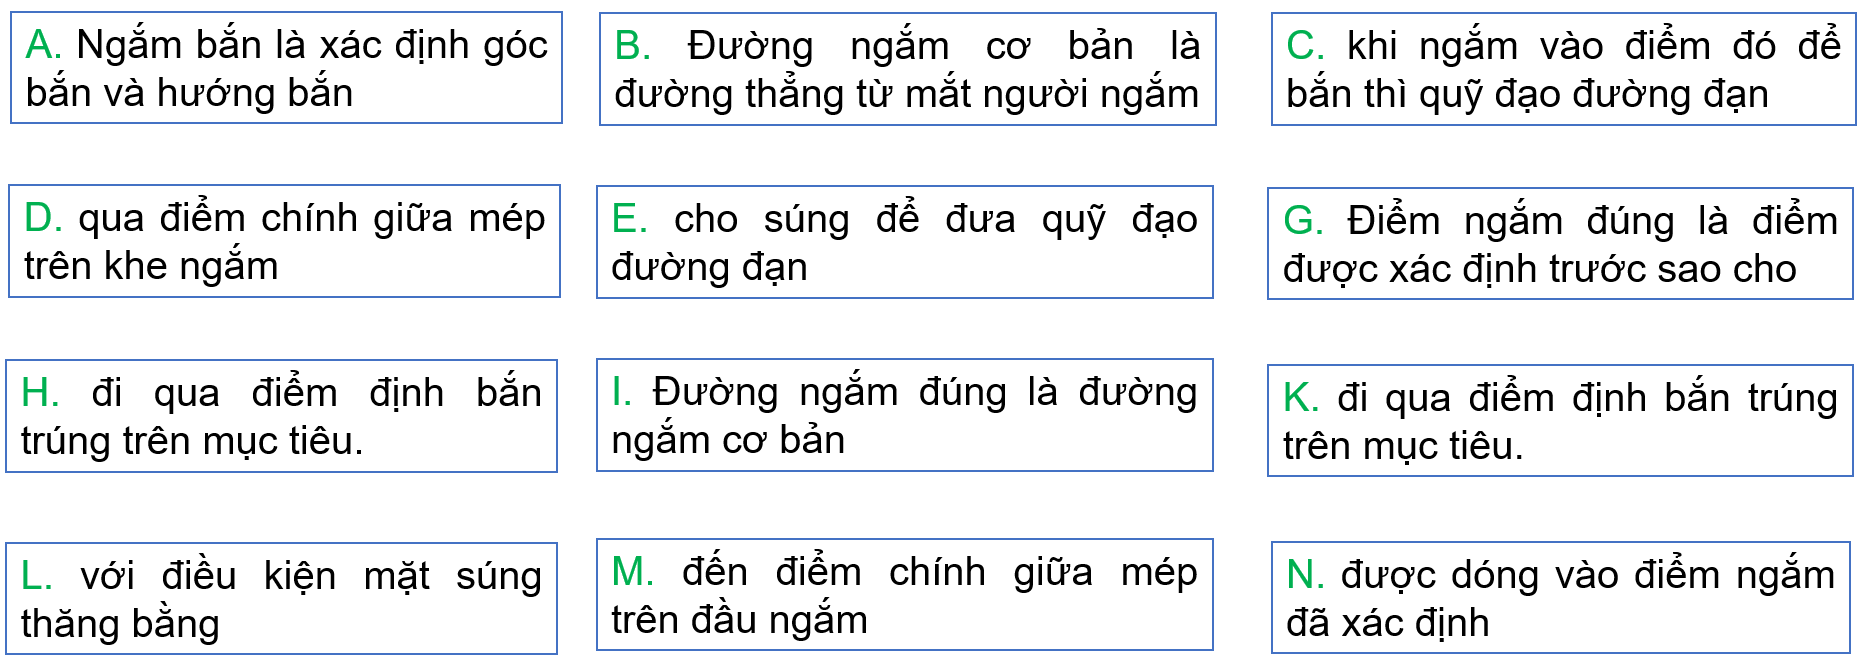 A. Ngắm bắn là xác định góc
bắn và hướng bắn
B. Đường ngắm cơ bản là
đường thẳng từ mắt người ngắm
C. khi ngắm vào điểm đó để
bắn thì quỹ đạo đường đạn
D. qua điểm chính giữa mép
trên khe ngắm
E. cho súng để đưa quỹ đạo
đường đạn
G. Điểm ngắm đúng là điểm
được xác định trước sao cho
H. đi qua điểm định bắn
trúng trên mục tiêu.
I. Đường ngắm đúng là đường
ngắm cơ bản
K. đi qua điểm định bắn trúng
trên mục tiêu.
L. với điều kiện mặt súng
thăng bằng
M. đến điểm chính giữa mép
trên đầu ngắm
N. được dóng vào điểm ngắm
đã xác định